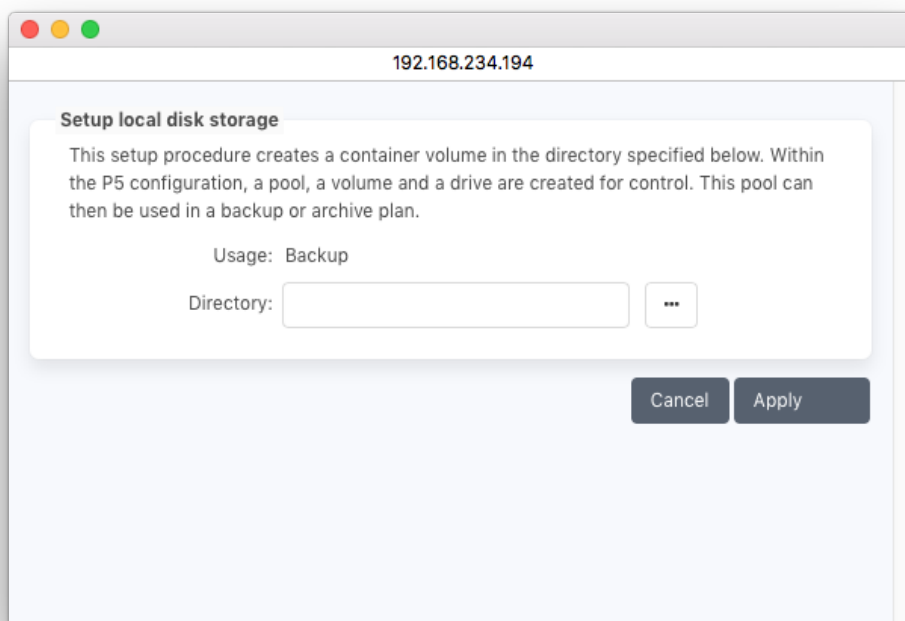 192.168.234.194
Setup local disk storage
This setup procedure creates a container volume in the directory specified below. Within
the P5 configuration, a pool, a volume and a drive are created for control. This pool can
then be used in a backup or archive plan.
Usage: Backup
Directory:
•••
Cancel Apply